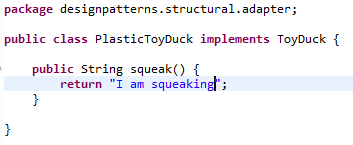 package designpatterns.structural.adapter;
public class PlasticToyDuck implements ToyDuck {
public String squeak() {
return "I am squeaking";
}
}